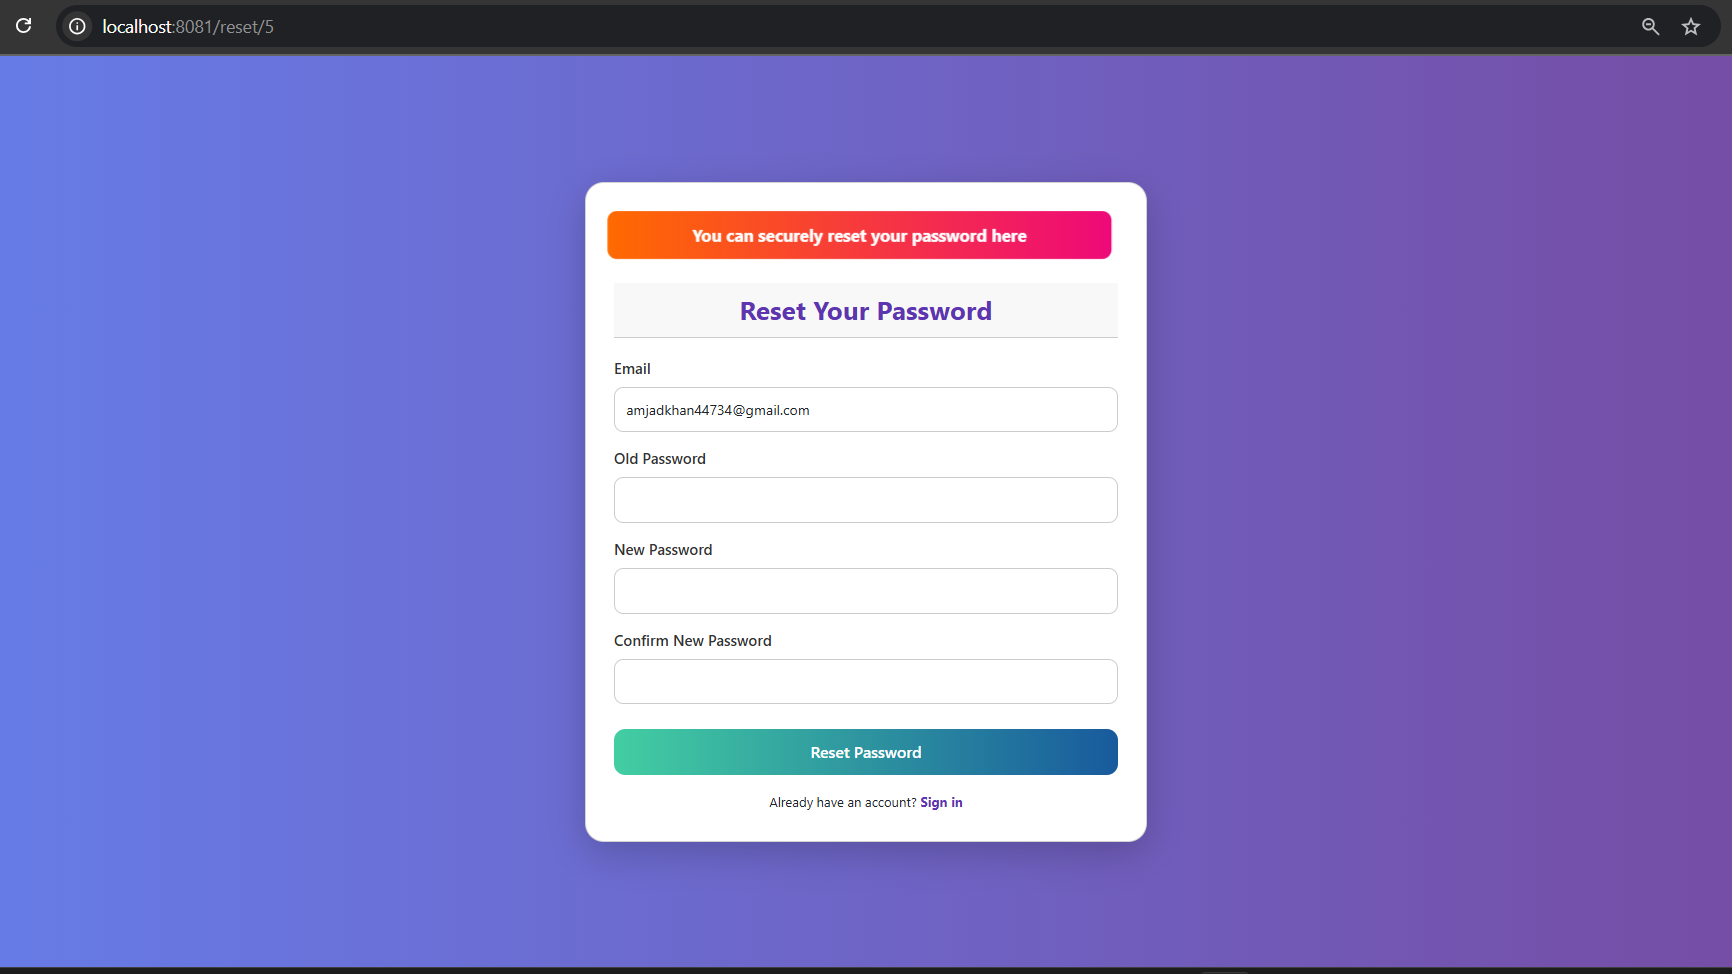 localhost:8081/reset/5
You can securely reset your password here
Reset Your Password
Email
amjadkhan44734@gmail.com
Old Password
New Password
Confirm New Password
Reset Password
Already have an account? Sign in